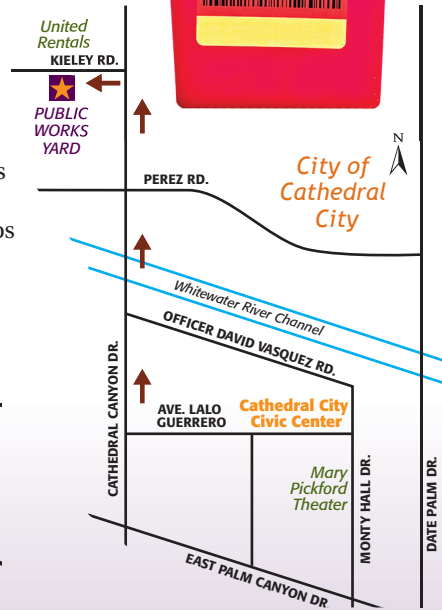 United
Rentals
KIELEY RD.
PUBLIC
WORKS
YARD
s
os
PEREZ RD.
N
City of
Cathedral
City
Whitewater River Channel
OFFICER DAVID VASQUEZ RD.
CATHEDRAL CANYON DR.
AVE. LALO
GUERRERO
Cathedral City
Civic Center
Mary
Pickford
Theater
MONTY HALL DR.
DATE PALM DR.
EAST PALM CANYON DR